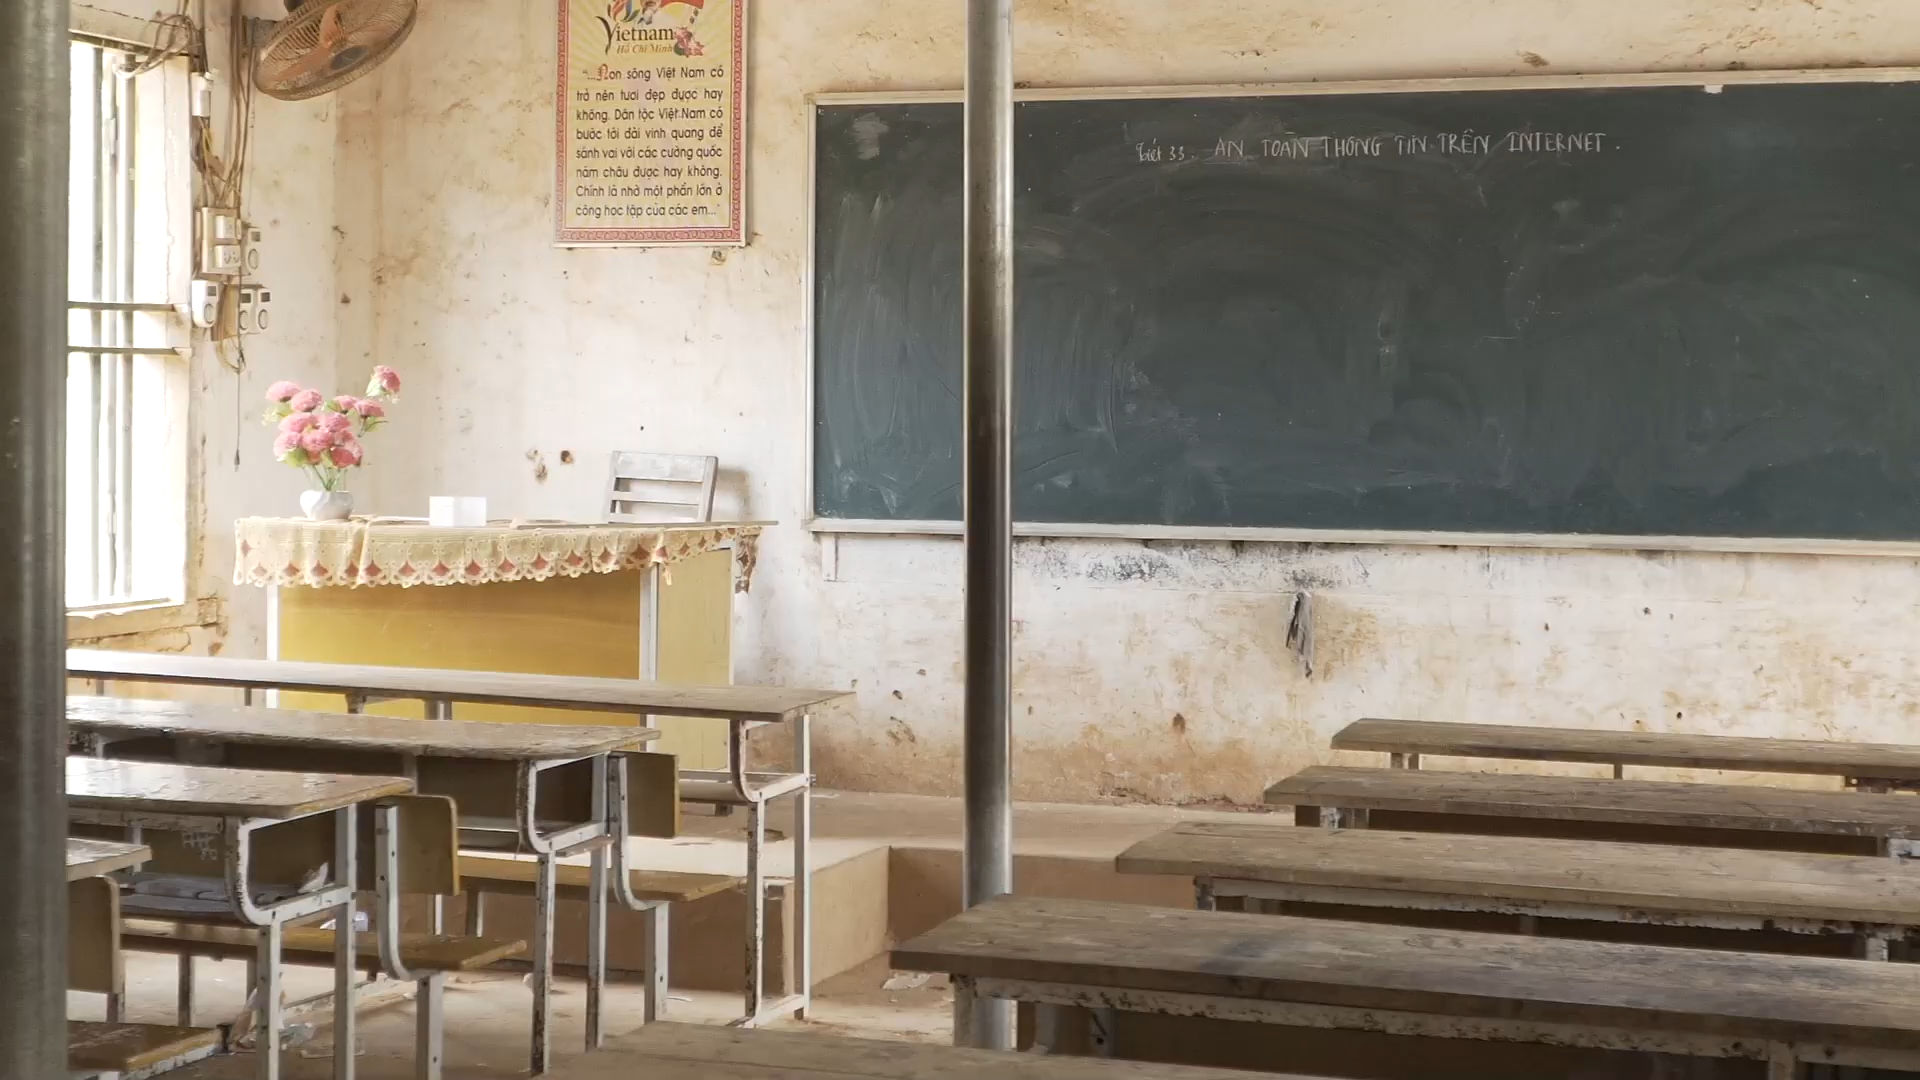 Vietnam
Hồ Chí Minh
"...Non sông Việt Nam có
trở nên tươi đẹp được hay
không. Dân tộc Việt Nam có
bước tới đài vinh quang để
sánh vai với các cường quốc
năm châu được hay không.
Chính là nhờ một phần lớn ở
công học tập của các em..."
Tiết 33. AN TOÀN THÔNG TIN TRÊN INTERNET.